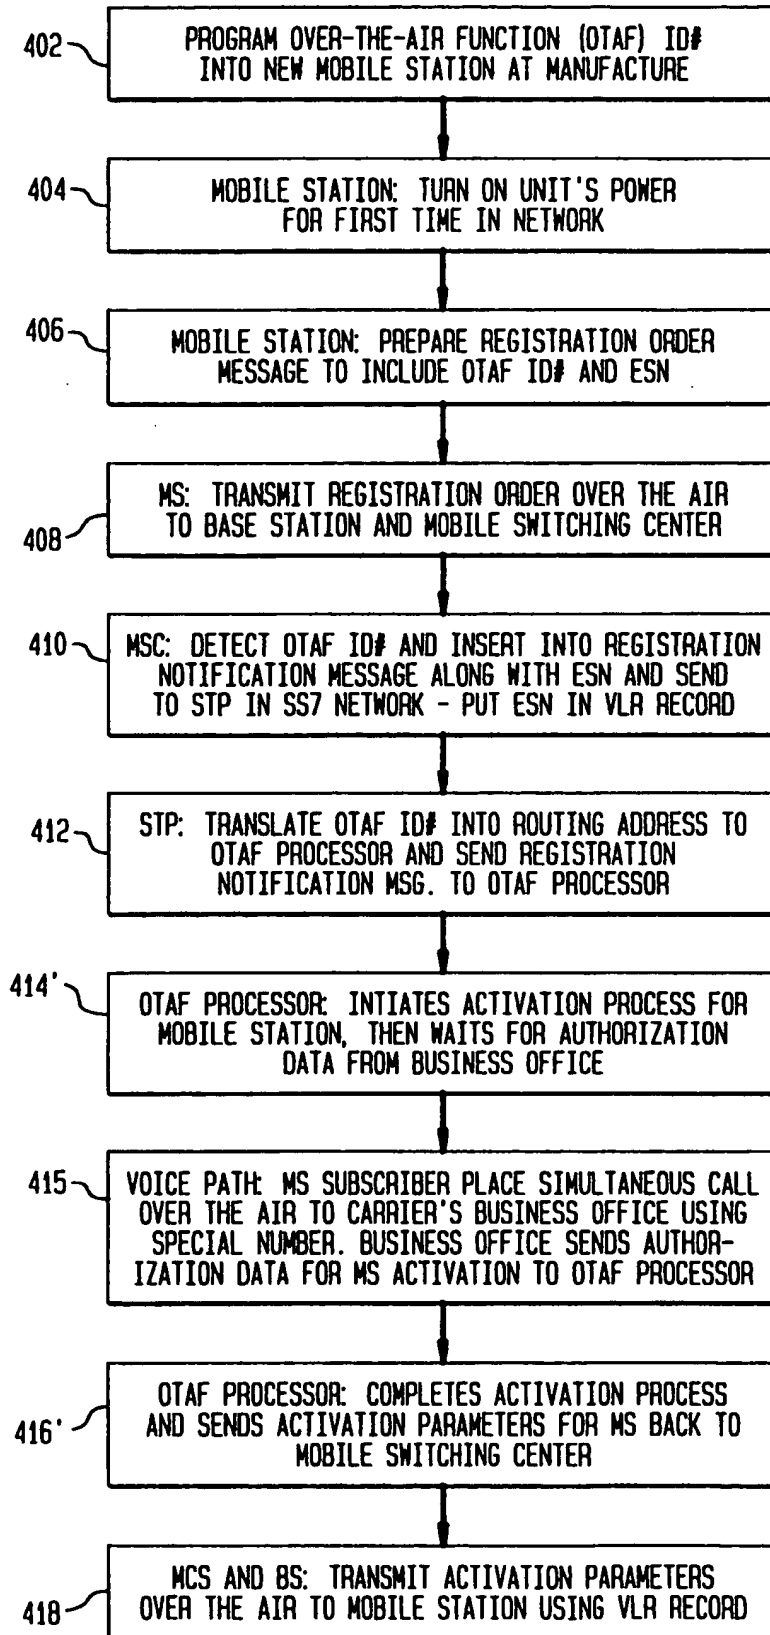 402
PROGRAM OVER-THE-AIR FUNCTION (OTAF) ID#
INTO NEW MOBILE STATION AT MANUFACTURE
404
MOBILE STATION: TURN ON UNIT'S POWER
FOR FIRST TIME IN NETWORK
406
MOBILE STATION: PREPARE REGISTRATION ORDER
MESSAGE TO INCLUDE OTAF ID# AND ESN
408
MS: TRANSMIT REGISTRATION ORDER OVER THE AIR
TO BASE STATION AND MOBILE SWITCHING CENTER
410
MSC: DETECT OTAF ID# AND INSERT INTO REGISTRATION
NOTIFICATION MESSAGE ALONG WITH ESN AND SEND
TO STP IN SS7 NETWORK - PUT ESN IN VLR RECORD
412
STP: TRANSLATE OTAF ID# INTO ROUTING ADDRESS TO
OTAF PROCESSOR AND SEND REGISTRATION
NOTIFICATION MSG. TO OTAF PROCESSOR
414'
OTAF PROCESSOR: INTIATES ACTIVATION PROCESS FOR
MOBILE STATION, THEN WAITS FOR AUTHORIZATION
DATA FROM BUSINESS OFFICE
415
VOICE PATH: MS SUBSCRIBER PLACE SIMULTANEOUS CALL
OVER THE AIR TO CARRIER'S BUSINESS OFFICE USING
SPECIAL NUMBER. BUSINESS OFFICE SENDS AUTHOR-
IZATION DATA FOR MS ACTIVATION TO OTAF PROCESSOR
416'
OTAF PROCESSOR: COMPLETES ACTIVATION PROCESS
AND SENDS ACTIVATION PARAMETERS FOR MS BACK TO
MOBILE SWITCHING CENTER
418
MCS AND BS: TRANSMIT ACTIVATION PARAMETERS
OVER THE AIR TO MOBILE STATION USING VLR RECORD